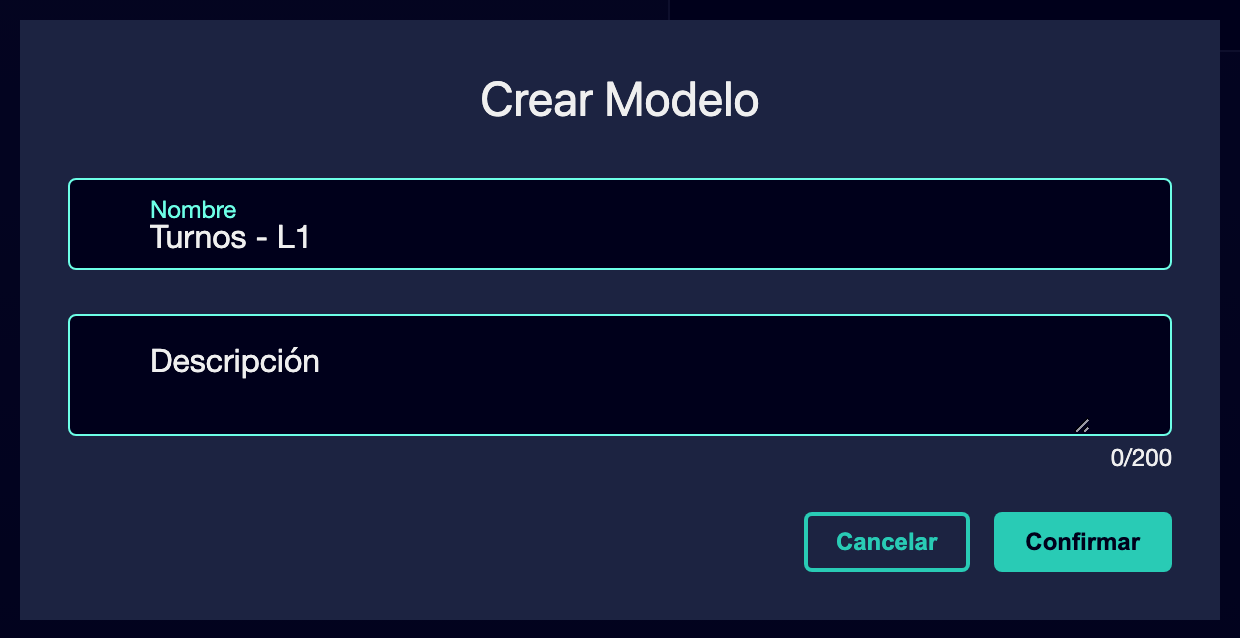 Crear Modelo
Nombre
Turnos - L1
Descripción
0/200
Cancelar Confirmar